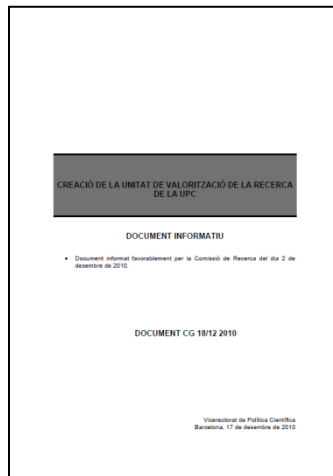 CREACIÓ DE LA UNITAT DE VALORITZACIÓ DE LA RECERCA
DE LA UPC
DOCUMENT INFORMATIU
• Document informat favorablement per la Comissió de Recerca del dia 2 de
desembre de 2010.
DOCUMENT CG 18/12 2010
Vicerectorat de Política Científica
Barcelona, 17 de desembre de 2010